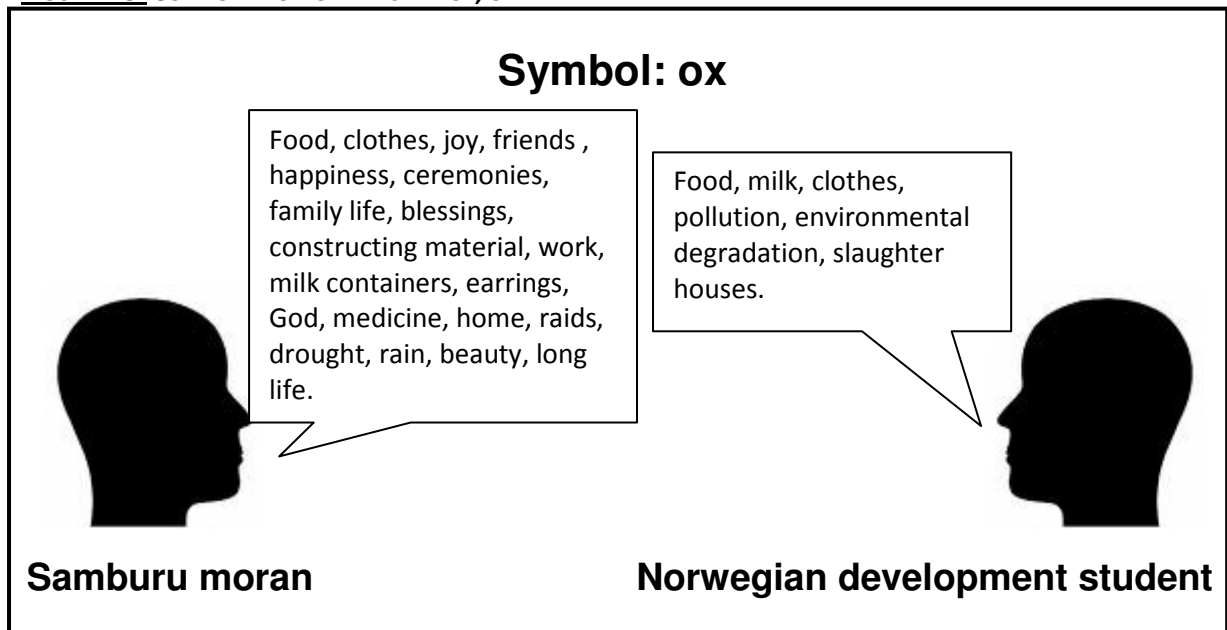 Symbol: ox
Food, clothes, joy, friends ,
happiness, ceremonies,
family life, blessings,
constructing material, work,
milk containers, earrings,
God, medicine, home, raids,
drought, rain, beauty, long
life.
Food, milk, clothes,
pollution, environmental
degradation, slaughter
houses.
Samburu moran
Norwegian development student